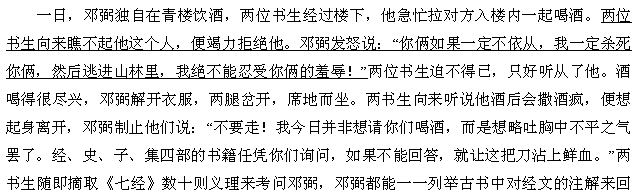 一日，邓弼独自在青楼饮酒，两位书生经过楼下，他急忙拉对方入楼内一起喝酒。两位
书生向来瞧不起他这个人，便竭力拒绝他。邓弼发怒说：“你俩如果一定不依从，我一定杀死
你俩，然后逃进山林里，我绝不能忍受你俩的羞辱！”两位书生迫不得已，只好听从了他。酒
喝得很尽兴，邓弼解开衣服，两腿岔开，席地而坐。两书生向来听说他酒后会撒酒疯，便想
起身离开，邓弼制止他们说：“不要走！我今日并非想请你们喝酒，而是想略吐胸中不平之气
罢了。经、史、子、集四部的书籍任凭你们询问，如果不能回答，就让这把刀沾上鲜血。”两
书生随即摘取《七经》数十则义理来考问邓弼，邓弼都能一一列举古书中对经文的注解来回